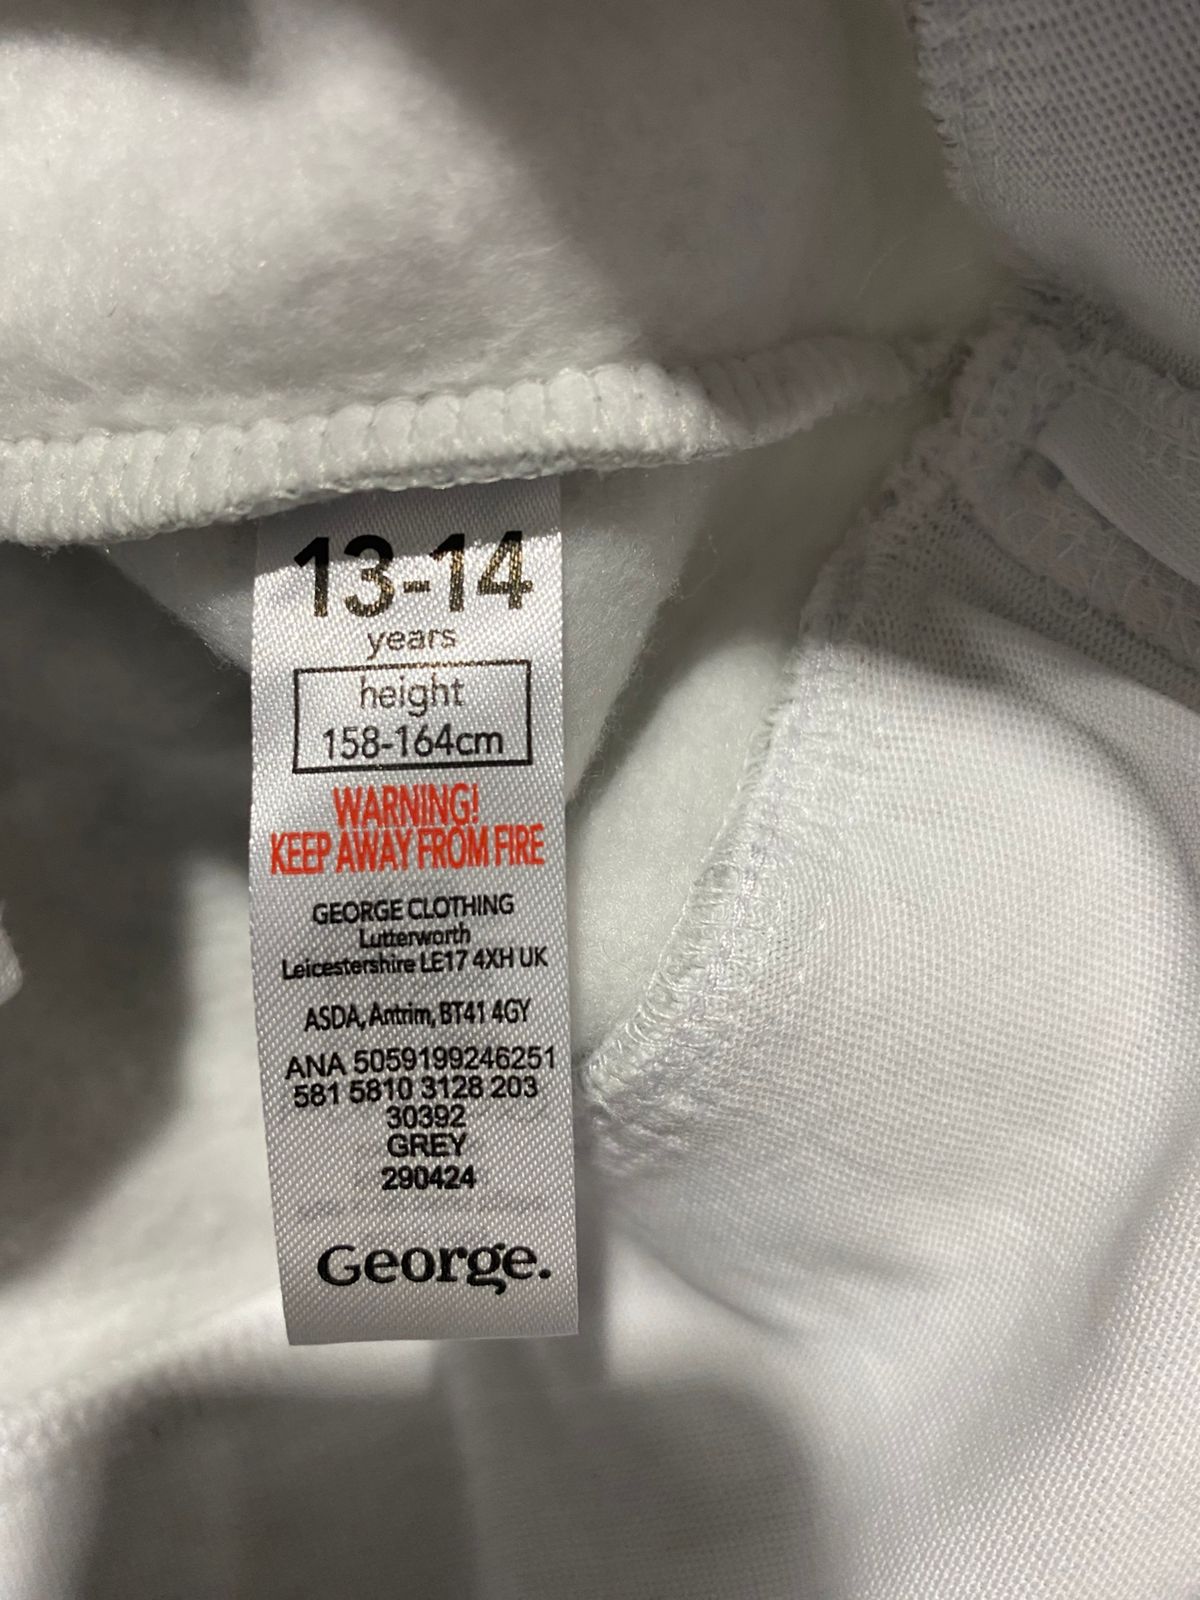 13-14
years
height
158-164cm
WARNING!
KEEP AWAY FROM FIRE
GEORGE CLOTHING
Lutterworth
Leicestershire LE17 4XH UK
ASDA, Antrim, BT41 4GY
ANA 5059199246251
581 5810 3128 203
30392
GREY
290424
George.